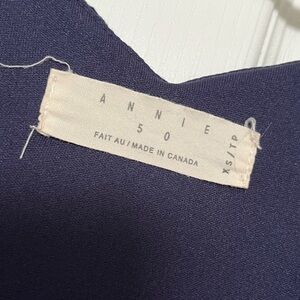 ANNIE
50
FAIT AU / MADE IN CANADA
XS/TP